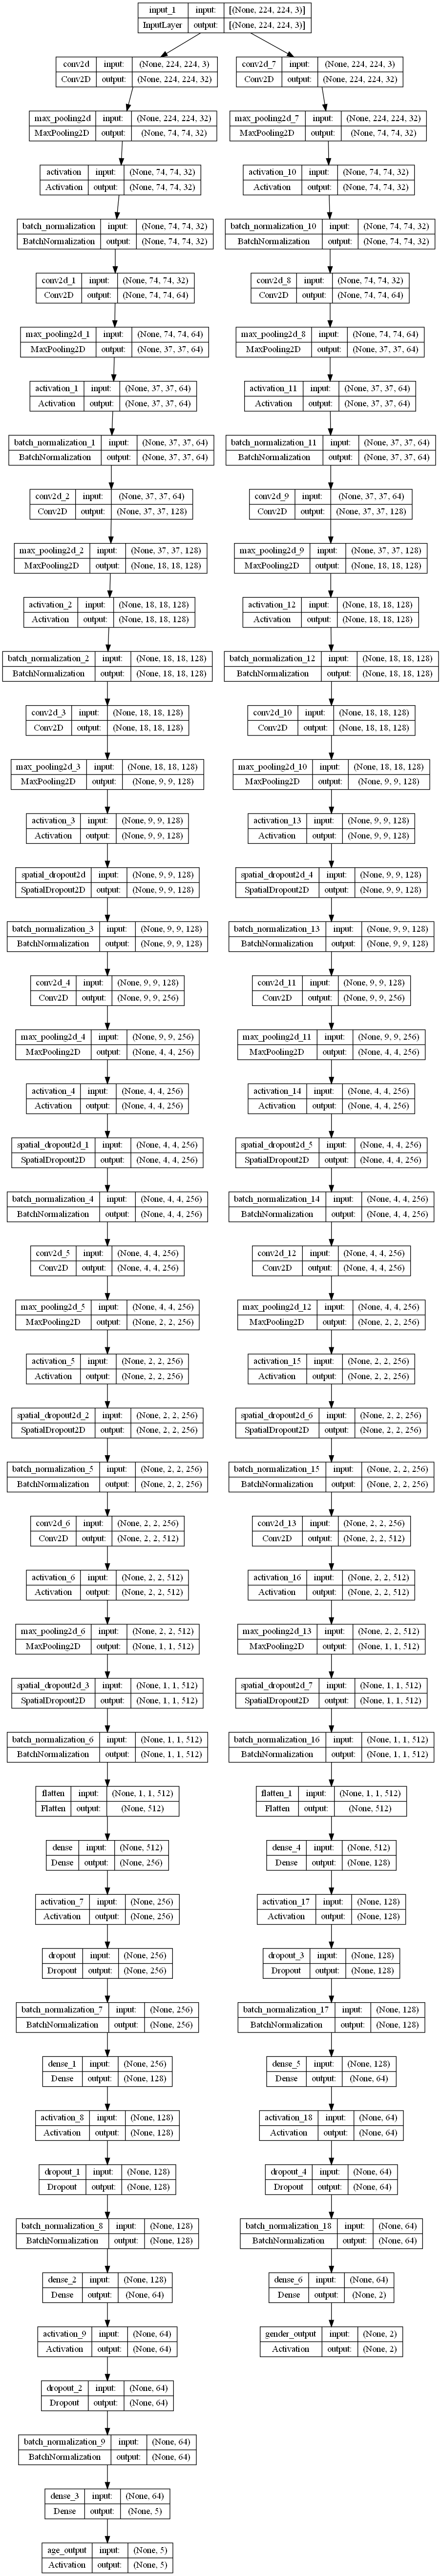 input_1 input: [(None, 224, 224, 3)]
InputLayer output: [(None, 224, 224, 3)]
conv2d input: (None, 224, 224, 3)
Conv2D output: (None, 224, 224, 32)
max_pooling2d input: (None, 224, 224, 32)
MaxPooling2D output: (None, 74, 74, 32)
activation input: (None, 74, 74, 32)
Activation output: (None, 74, 74, 32)
batch_normalization input: (None, 74, 74, 32)
BatchNormalization output: (None, 74, 74, 32)
conv2d_1 input: (None, 74, 74, 32)
Conv2D output: (None, 74, 74, 64)
max_pooling2d_1 input: (None, 74, 74, 64)
MaxPooling2D output: (None, 37, 37, 64)
activation_1 input: (None, 37, 37, 64)
Activation output: (None, 37, 37, 64)
batch_normalization_1 input: (None, 37, 37, 64)
BatchNormalization output: (None, 37, 37, 64)
conv2d_2 input: (None, 37, 37, 64)
Conv2D output: (None, 37, 37, 128)
max_pooling2d_2 input: (None, 37, 37, 128)
MaxPooling2D output: (None, 18, 18, 128)
activation_2 input: (None, 18, 18, 128)
Activation output: (None, 18, 18, 128)
batch_normalization_2 input: (None, 18, 18, 128)
BatchNormalization output: (None, 18, 18, 128)
conv2d_3 input: (None, 18, 18, 128)
Conv2D output: (None, 18, 18, 128)
max_pooling2d_3 input: (None, 18, 18, 128)
MaxPooling2D output: (None, 9, 9, 128)
activation_3 input: (None, 9, 9, 128)
Activation output: (None, 9, 9, 128)
spatial_dropout2d input: (None, 9, 9, 128)
SpatialDropout2D output: (None, 9, 9, 128)
batch_normalization_3 input: (None, 9, 9, 128)
BatchNormalization output: (None, 9, 9, 128)
conv2d_4 input: (None, 9, 9, 128)
Conv2D output: (None, 9, 9, 256)
max_pooling2d_4 input: (None, 9, 9, 256)
MaxPooling2D output: (None, 4, 4, 256)
activation_4 input: (None, 4, 4, 256)
Activation output: (None, 4, 4, 256)
spatial_dropout2d_1 input: (None, 4, 4, 256)
SpatialDropout2D output: (None, 4, 4, 256)
batch_normalization_4 input: (None, 4, 4, 256)
BatchNormalization output: (None, 4, 4, 256)
conv2d_5 input: (None, 4, 4, 256)
Conv2D output: (None, 4, 4, 256)
max_pooling2d_5 input: (None, 4, 4, 256)
MaxPooling2D output: (None, 2, 2, 256)
activation_5 input: (None, 2, 2, 256)
Activation output: (None, 2, 2, 256)
spatial_dropout2d_2 input: (None, 2, 2, 256)
SpatialDropout2D output: (None, 2, 2, 256)
batch_normalization_5 input: (None, 2, 2, 256)
BatchNormalization output: (None, 2, 2, 256)
conv2d_6 input: (None, 2, 2, 256)
Conv2D output: (None, 2, 2, 512)
activation_6 input: (None, 2, 2, 512)
Activation output: (None, 2, 2, 512)
max_pooling2d_6 input: (None, 2, 2, 512)
MaxPooling2D output: (None, 1, 1, 512)
spatial_dropout2d_3 input: (None, 1, 1, 512)
SpatialDropout2D output: (None, 1, 1, 512)
batch_normalization_6 input: (None, 1, 1, 512)
BatchNormalization output: (None, 1, 1, 512)
flatten input: (None, 1, 1, 512)
Flatten output: (None, 512)
dense input: (None, 512)
Dense output: (None, 256)
activation_7 input: (None, 256)
Activation output: (None, 256)
dropout input: (None, 256)
Dropout output: (None, 256)
batch_normalization_7 input: (None, 256)
BatchNormalization output: (None, 256)
dense_1 input: (None, 256)
Dense output: (None, 128)
activation_8 input: (None, 128)
Activation output: (None, 128)
dropout_1 input: (None, 128)
Dropout output: (None, 128)
batch_normalization_8 input: (None, 128)
BatchNormalization output: (None, 128)
dense_2 input: (None, 128)
Dense output: (None, 64)
activation_9 input: (None, 64)
Activation output: (None, 64)
dropout_2 input: (None, 64)
Dropout output: (None, 64)
batch_normalization_9 input: (None, 64)
BatchNormalization output: (None, 64)
dense_3 input: (None, 64)
Dense output: (None, 5)
age_output input: (None, 5)
Activation output: (None, 5)
conv2d_7 input: (None, 224, 224, 3)
Conv2D output: (None, 224, 224, 32)
max_pooling2d_7 input: (None, 224, 224, 32)
MaxPooling2D output: (None, 74, 74, 32)
activation_10 input: (None, 74, 74, 32)
Activation output: (None, 74, 74, 32)
batch_normalization_10 input: (None, 74, 74, 32)
BatchNormalization output: (None, 74, 74, 32)
conv2d_8 input: (None, 74, 74, 32)
Conv2D output: (None, 74, 74, 64)
max_pooling2d_8 input: (None, 74, 74, 64)
MaxPooling2D output: (None, 37, 37, 64)
activation_11 input: (None, 37, 37, 64)
Activation output: (None, 37, 37, 64)
batch_normalization_11 input: (None, 37, 37, 64)
BatchNormalization output: (None, 37, 37, 64)
conv2d_9 input: (None, 37, 37, 64)
Conv2D output: (None, 37, 37, 128)
max_pooling2d_9 input: (None, 37, 37, 128)
MaxPooling2D output: (None, 18, 18, 128)
activation_12 input: (None, 18, 18, 128)
Activation output: (None, 18, 18, 128)
batch_normalization_12 input: (None, 18, 18, 128)
BatchNormalization output: (None, 18, 18, 128)
conv2d_10 input: (None, 18, 18, 128)
Conv2D output: (None, 18, 18, 128)
max_pooling2d_10 input: (None, 18, 18, 128)
MaxPooling2D output: (None, 9, 9, 128)
activation_13 input: (None, 9, 9, 128)
Activation output: (None, 9, 9, 128)
spatial_dropout2d_4 input: (None, 9, 9, 128)
SpatialDropout2D output: (None, 9, 9, 128)
batch_normalization_13 input: (None, 9, 9, 128)
BatchNormalization output: (None, 9, 9, 128)
conv2d_11 input: (None, 9, 9, 128)
Conv2D output: (None, 9, 9, 256)
max_pooling2d_11 input: (None, 9, 9, 256)
MaxPooling2D output: (None, 4, 4, 256)
activation_14 input: (None, 4, 4, 256)
Activation output: (None, 4, 4, 256)
spatial_dropout2d_5 input: (None, 4, 4, 256)
SpatialDropout2D output: (None, 4, 4, 256)
batch_normalization_14 input: (None, 4, 4, 256)
BatchNormalization output: (None, 4, 4, 256)
conv2d_12 input: (None, 4, 4, 256)
Conv2D output: (None, 4, 4, 256)
max_pooling2d_12 input: (None, 4, 4, 256)
MaxPooling2D output: (None, 2, 2, 256)
activation_15 input: (None, 2, 2, 256)
Activation output: (None, 2, 2, 256)
spatial_dropout2d_6 input: (None, 2, 2, 256)
SpatialDropout2D output: (None, 2, 2, 256)
batch_normalization_15 input: (None, 2, 2, 256)
BatchNormalization output: (None, 2, 2, 256)
conv2d_13 input: (None, 2, 2, 256)
Conv2D output: (None, 2, 2, 512)
activation_16 input: (None, 2, 2, 512)
Activation output: (None, 2, 2, 512)
max_pooling2d_13 input: (None, 2, 2, 512)
MaxPooling2D output: (None, 1, 1, 512)
spatial_dropout2d_7 input: (None, 1, 1, 512)
SpatialDropout2D output: (None, 1, 1, 512)
batch_normalization_16 input: (None, 1, 1, 512)
BatchNormalization output: (None, 1, 1, 512)
flatten_1 input: (None, 1, 1, 512)
Flatten output: (None, 512)
dense_4 input: (None, 512)
Dense output: (None, 128)
activation_17 input: (None, 128)
Activation output: (None, 128)
dropout_3 input: (None, 128)
Dropout output: (None, 128)
batch_normalization_17 input: (None, 128)
BatchNormalization output: (None, 128)
dense_5 input: (None, 128)
Dense output: (None, 64)
activation_18 input: (None, 64)
Activation output: (None, 64)
dropout_4 input: (None, 64)
Dropout output: (None, 64)
batch_normalization_18 input: (None, 64)
BatchNormalization output: (None, 64)
dense_6 input: (None, 64)
Dense output: (None, 2)
gender_output input: (None, 2)
Activation output: (None, 2)